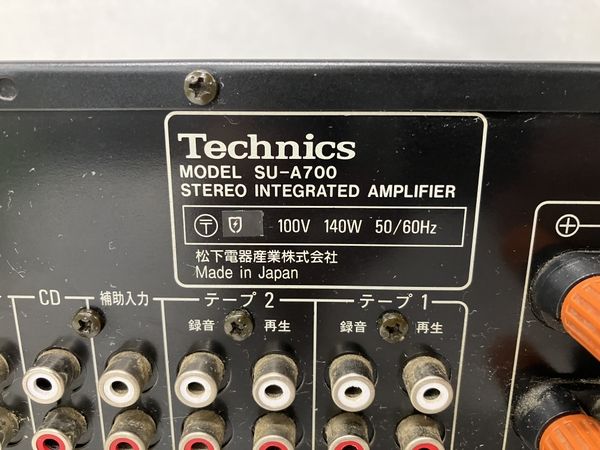 Technics
MODEL SU-A700
STEREO INTEGRATED AMPLIFIER
〒 100V 140W 50/60Hz
松下電器産業株式会社
Made in Japan
CD 補助入力 テープ 2 テープ 1
録音 再生 録音 再生